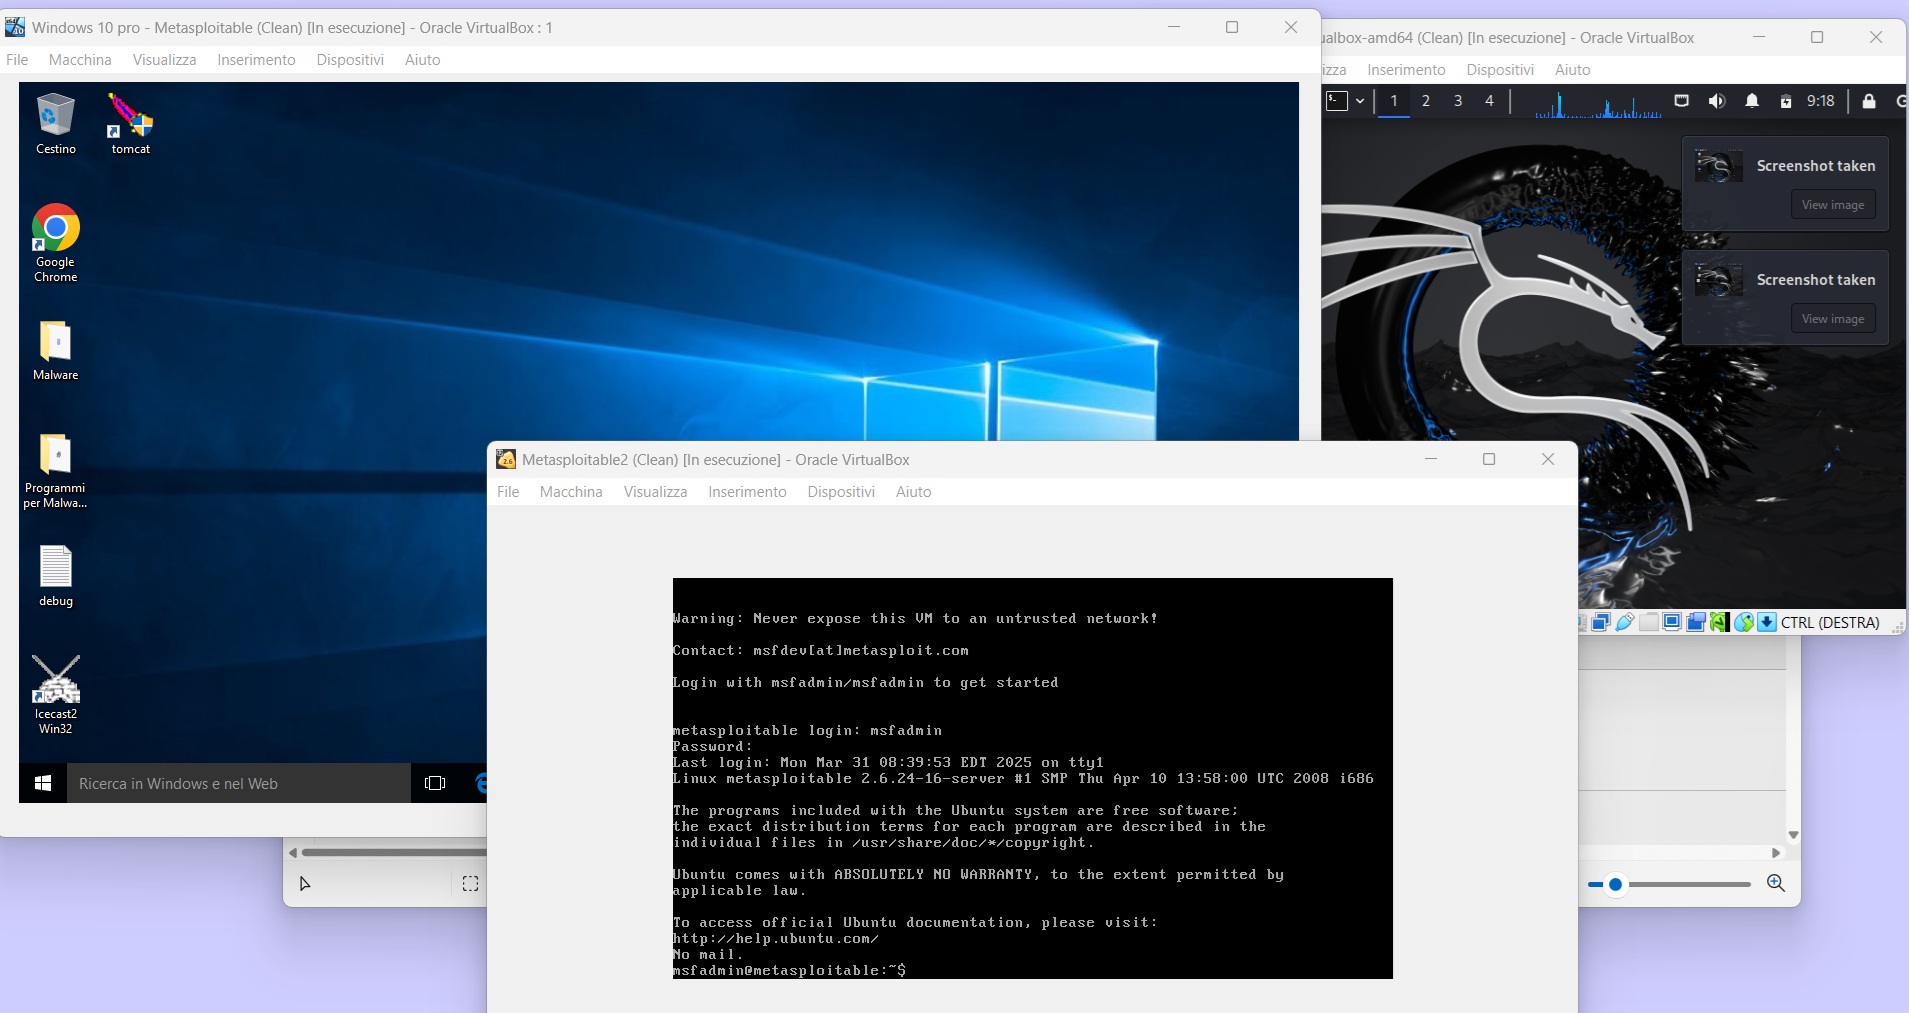 Windows 10 pro - Metasploitable (Clean) [In esecuzione] - Oracle VirtualBox : 1
File Macchina Visualizza Inserimento Dispositivi Aiuto
Cestino
tomcat
Google
Chrome
Malware
Programmi
per Malwa...
debug
Icecast2
Win32
Ricerca in Windows e nel Web
ualbox-amd64 (Clean) [In esecuzione] - Oracle VirtualBox
izza Inserimento Dispositivi Aiuto
1 2 3 4 9:18
Screenshot taken
View image
Screenshot taken
View image
CTRL (DESTRA)
Metasploitable2 (Clean) [In esecuzione] - Oracle VirtualBox
File Macchina Visualizza Inserimento Dispositivi Aiuto
Warning: Never expose this VM to an untrusted network!
Contact: msfdev[at]metasploit.com
Login with msfadmin/msfadmin to get started
metasploitable login: msfadmin
Password:
Last login: Mon Mar 31 08:39:53 EDT 2025 on tty1
Linux metasploitable 2.6.24-16-server #1 SMP Thu Apr 10 13:58:00 UTC 2008 i686
The programs included with the Ubuntu system are free software;
the exact distribution terms for each program are described in the
individual files in /usr/share/doc/*/copyright.
Ubuntu comes with ABSOLUTELY NO WARRANTY, to the extent permitted by
applicable law.
To access official Ubuntu documentation, please visit:
http://help.ubuntu.com/
No mail.
msfadmin@metasploitable:~$